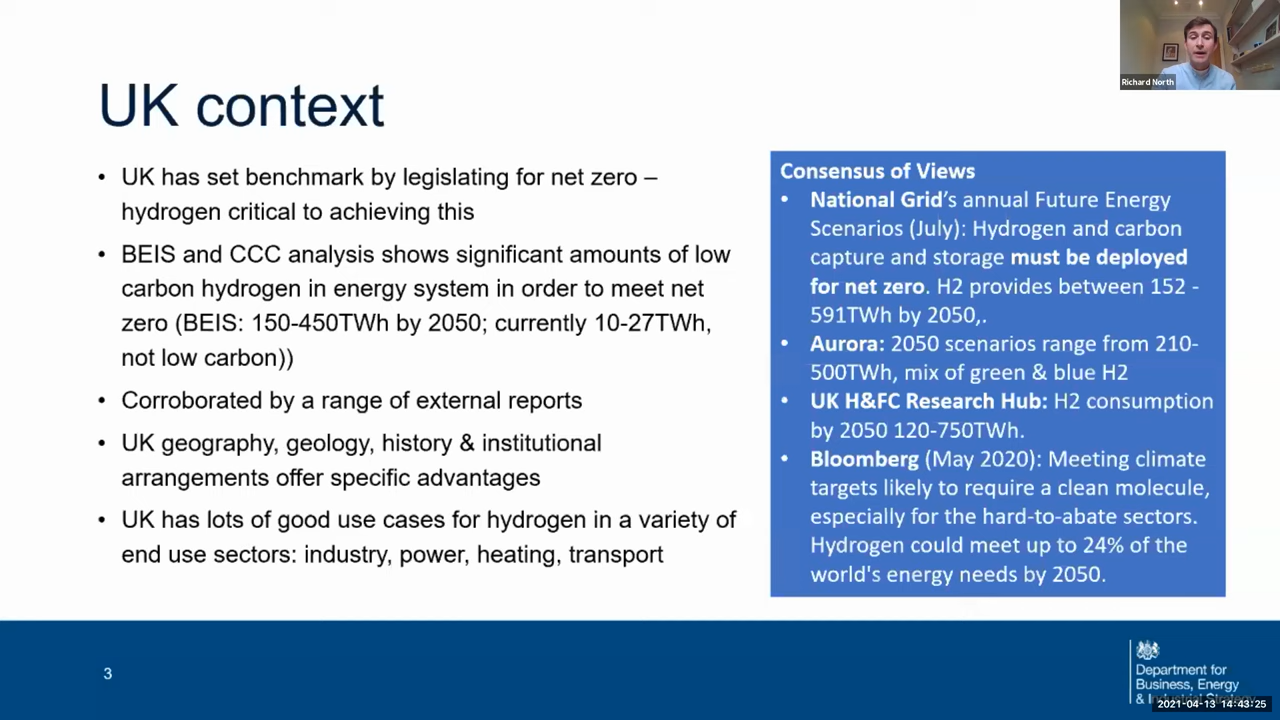 UK context
• UK has set benchmark by legislating for net zero –
hydrogen critical to achieving this
• BEIS and CCC analysis shows significant amounts of low
carbon hydrogen in energy system in order to meet net
zero (BEIS: 150-450TWh by 2050; currently 10-27TWh,
not low carbon))
• Corroborated by a range of external reports
• UK geography, geology, history & institutional
arrangements offer specific advantages
• UK has lots of good use cases for hydrogen in a variety of
end use sectors: industry, power, heating, transport
Consensus of Views
• National Grid's annual Future Energy
Scenarios (July): Hydrogen and carbon
capture and storage must be deployed
for net zero. H2 provides between 152 -
591TWh by 2050,.
• Aurora: 2050 scenarios range from 210-
500TWh, mix of green & blue H2
• UK H&FC Research Hub: H2 consumption
by 2050 120-750TWh.
• Bloomberg (May 2020): Meeting climate
targets likely to require a clean molecule,
especially for the hard-to-abate sectors.
Hydrogen could meet up to 24% of the
world's energy needs by 2050.
Richard North
3
Department for
Business, Energy
&
2021-04-13 14:43:25